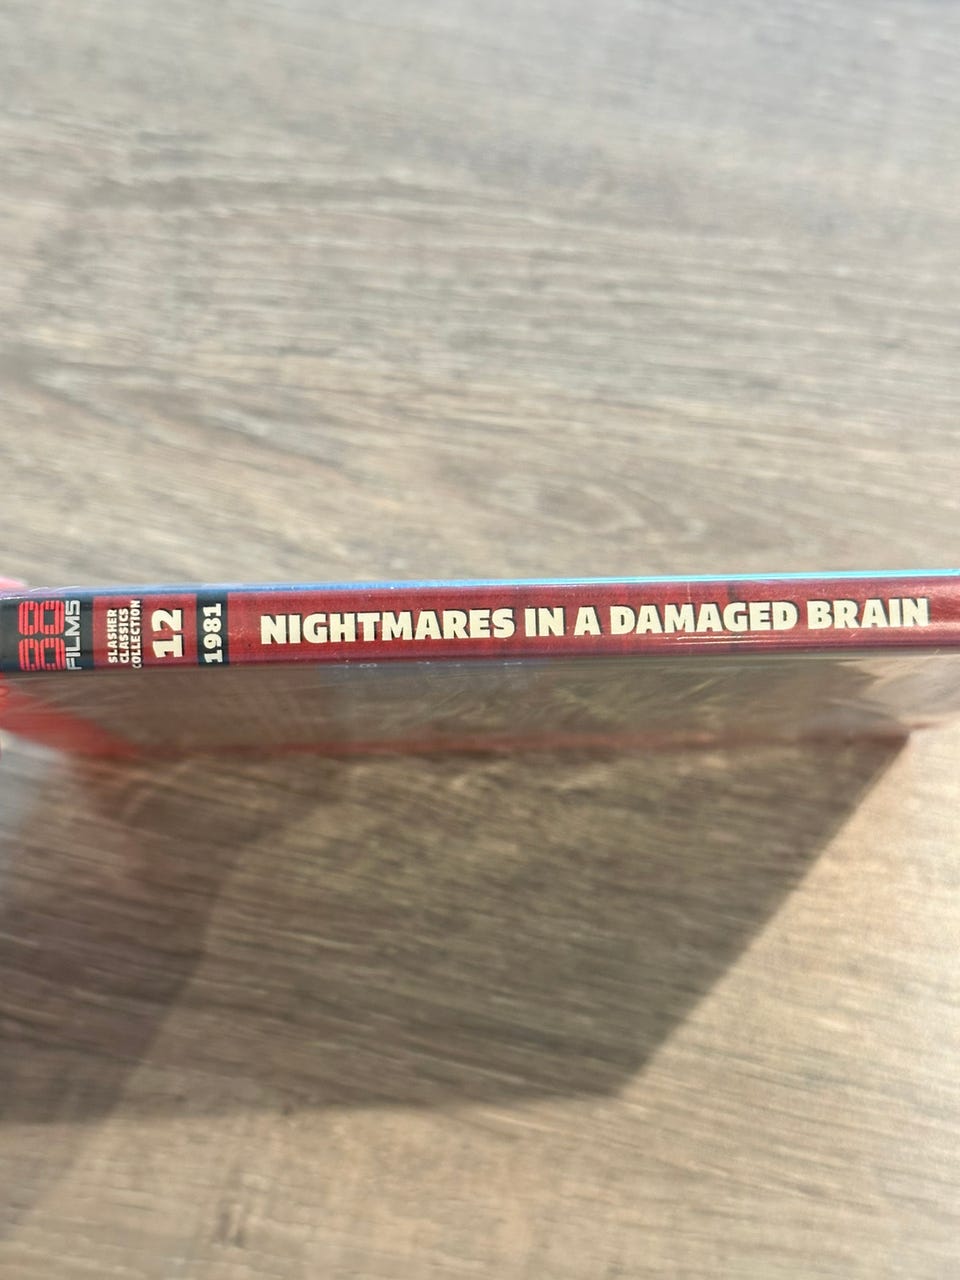 88
FILMS
SLASHER
CLASSICS
COLLECTION
12
1981
NIGHTMARES IN A DAMAGED BRAIN